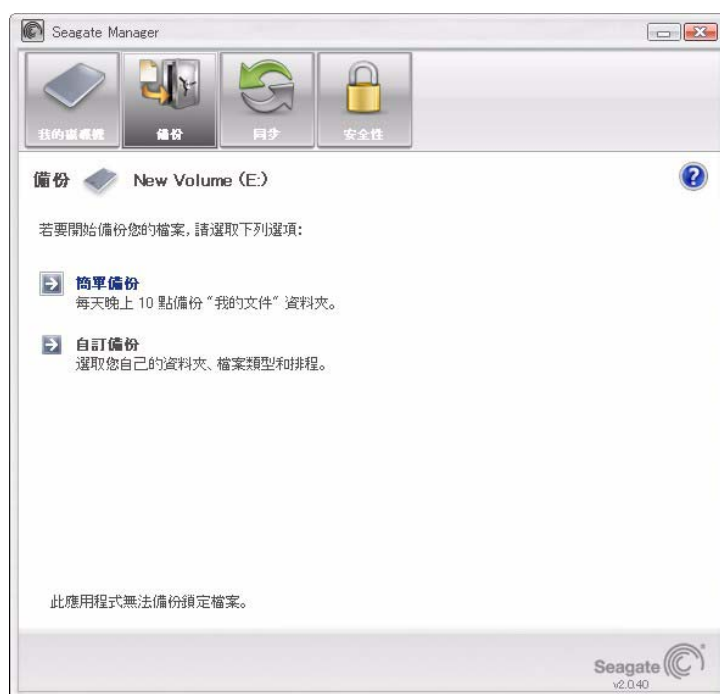 Seagate Manager
我的磁碟機
備份
同步
安全性
備份 New Volume (E:)
若要開始備份您的檔案，請選取下列選項：
簡單備份
每天晚上 10 點備份 “我的文件” 資料夾。
自訂備份
選取您自己的資料夾、檔案類型和排程。
此應用程式無法備份鎖定檔案。
Seagate
v2.0.40